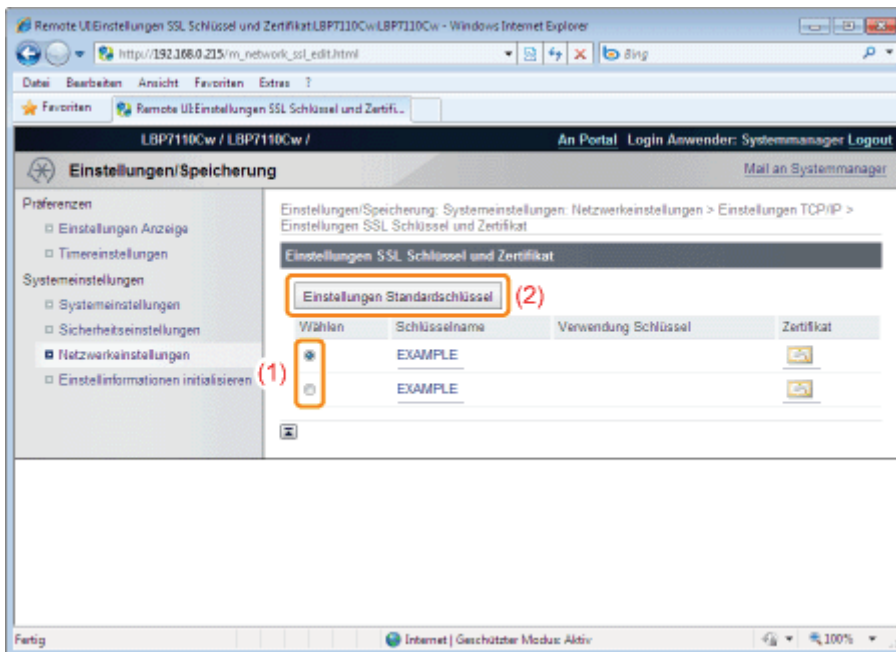 Remote UI:Einstellungen SSL Schlüssel und Zertifikat:LBP7110Cw:LBP7110Cw - Windows Internet Explorer
http://192.168.0.215/m_network_ssl_edit.html
Bing
Datei Bearbeiten Ansicht Favoriten Extras ?
Favoriten
Remote UI:Einstellungen SSL Schlüssel und Zertifi...
LBP7110Cw / LBP7110Cw /
An Portal Login Anwender: Systemmanager Logout
Einstellungen/Speicherung
Mail an Systemmanager
Präferenzen
Einstellungen Anzeige
Timereinstellungen
Systemeinstellungen
Systemeinstellungen
Sicherheitseinstellungen
Netzwerkeinstellungen
Einstellinformationen initialisieren
Einstellungen/Speicherung: Systemeinstellungen: Netzwerkeinstellungen > Einstellungen TCP/IP >
Einstellungen SSL Schlüssel und Zertifikat
Einstellungen SSL Schlüssel und Zertifikat
Einstellungen Standardschlüssel
(2)
Wählen Schlüsselname Verwendung Schlüssel Zertifikat
(1)
EXAMPLE
EXAMPLE
Fertig
Internet | Geschützter Modus: Aktiv
100%